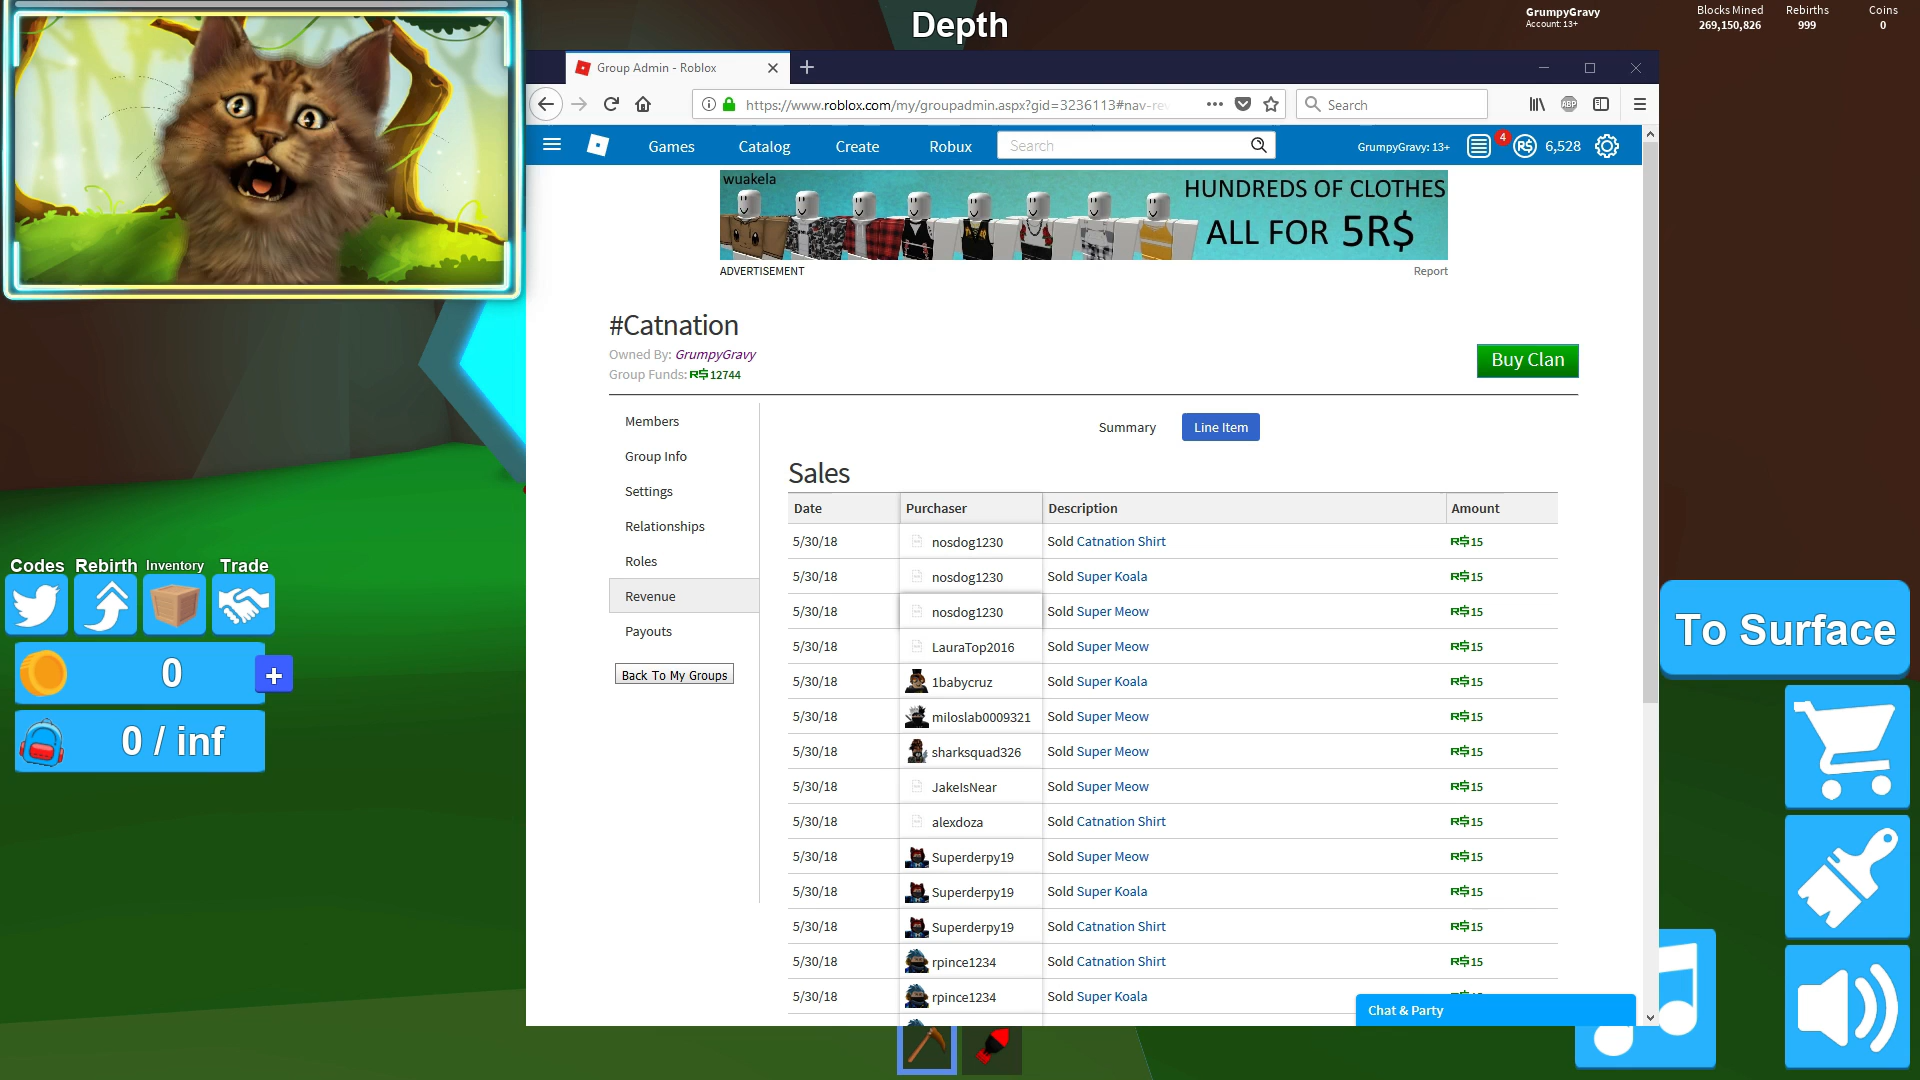 Depth
GrumpyGravy
Account: 13+
Blocks Mined
269,150,826
Rebirths
999
Coins
0
Group Admin - Roblox
https://www.roblox.com/my/groupadmin.aspx?gid=3236113#nav-rev
Search
ABP
Games
Catalog
Create
Robux
Search
GrumpyGravy: 13+
4
R$
6,528
wuakela
HUNDREDS OF CLOTHES
ALL FOR 5R$
ADVERTISEMENT
Report
#Catnation
Owned By: GrumpyGravy
Group Funds: R$ 12744
Buy Clan
Members
Group Info
Settings
Relationships
Roles
Revenue
Payouts
Back To My Groups
Summary
Line Item
Sales
Date Purchaser Description Amount
5/30/18 nosdog1230 Sold Catnation Shirt R$ 15
5/30/18 nosdog1230 Sold Super Koala R$ 15
5/30/18 nosdog1230 Sold Super Meow R$ 15
5/30/18 LauraTop2016 Sold Super Meow R$ 15
5/30/18 1babycruz Sold Super Koala R$ 15
5/30/18 miloslab0009321 Sold Super Meow R$ 15
5/30/18 sharksquad326 Sold Super Meow R$ 15
5/30/18 JakeIsNear Sold Super Meow R$ 15
5/30/18 alexdoza Sold Catnation Shirt R$ 15
5/30/18 Superderpy19 Sold Super Meow R$ 15
5/30/18 Superderpy19 Sold Super Koala R$ 15
5/30/18 Superderpy19 Sold Catnation Shirt R$ 15
5/30/18 rpince1234 Sold Catnation Shirt R$ 15
5/30/18 rpince1234 Sold Super Koala
Chat & Party
Codes
Rebirth
Inventory
Trade
0
+
0 / inf
To Surface